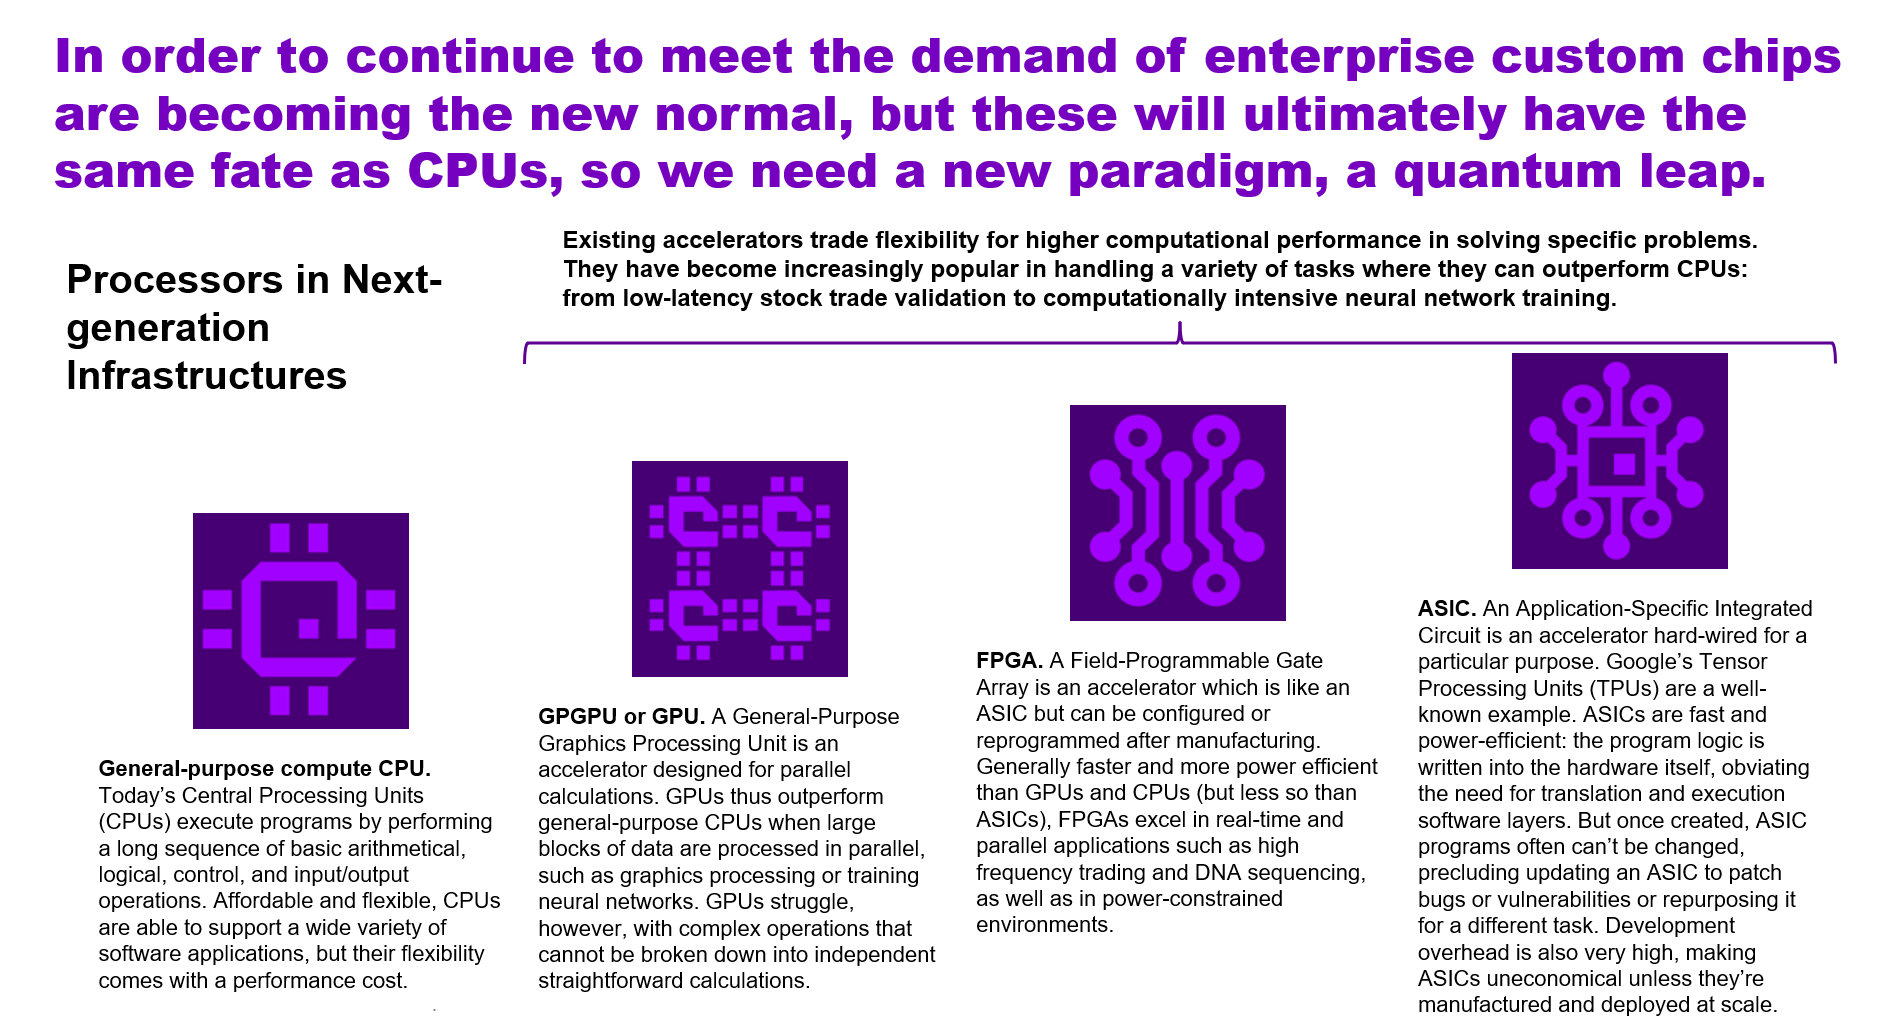 In order to continue to meet the demand of enterprise custom chips
are becoming the new normal, but these will ultimately have the
same fate as CPUs, so we need a new paradigm, a quantum leap.
Processors in Next-
generation
Infrastructures
Existing accelerators trade flexibility for higher computational performance in solving specific problems.
They have become increasingly popular in handling a variety of tasks where they can outperform CPUs:
from low-latency stock trade validation to computationally intensive neural network training.
General-purpose compute CPU.
Today's Central Processing Units
(CPUs) execute programs by performing
a long sequence of basic arithmetical,
logical, control, and input/output
operations. Affordable and flexible, CPUs
are able to support a wide variety of
software applications, but their flexibility
comes with a performance cost.
GPGPU or GPU. A General-Purpose
Graphics Processing Unit is an
accelerator designed for parallel
calculations. GPUs thus outperform
general-purpose CPUs when large
blocks of data are processed in parallel,
such as graphics processing or training
neural networks. GPUs struggle,
however, with complex operations that
cannot be broken down into independent
straightforward calculations.
FPGA. A Field-Programmable Gate
Array is an accelerator which is like an
ASIC but can be configured or
reprogrammed after manufacturing.
Generally faster and more power efficient
than GPUs and CPUs (but less so than
ASICs), FPGAs excel in real-time and
parallel applications such as high
frequency trading and DNA sequencing,
as well as in power-constrained
environments.
ASIC. An Application-Specific Integrated
Circuit is an accelerator hard-wired for a
particular purpose. Google's Tensor
Processing Units (TPUs) are a well-
known example. ASICs are fast and
power-efficient: the program logic is
written into the hardware itself, obviating
the need for translation and execution
software layers. But once created, ASIC
programs often can't be changed,
precluding updating an ASIC to patch
bugs or vulnerabilities or repurposing it
for a different task. Development
overhead is also very high, making
ASICs uneconomical unless they're
manufactured and deployed at scale.